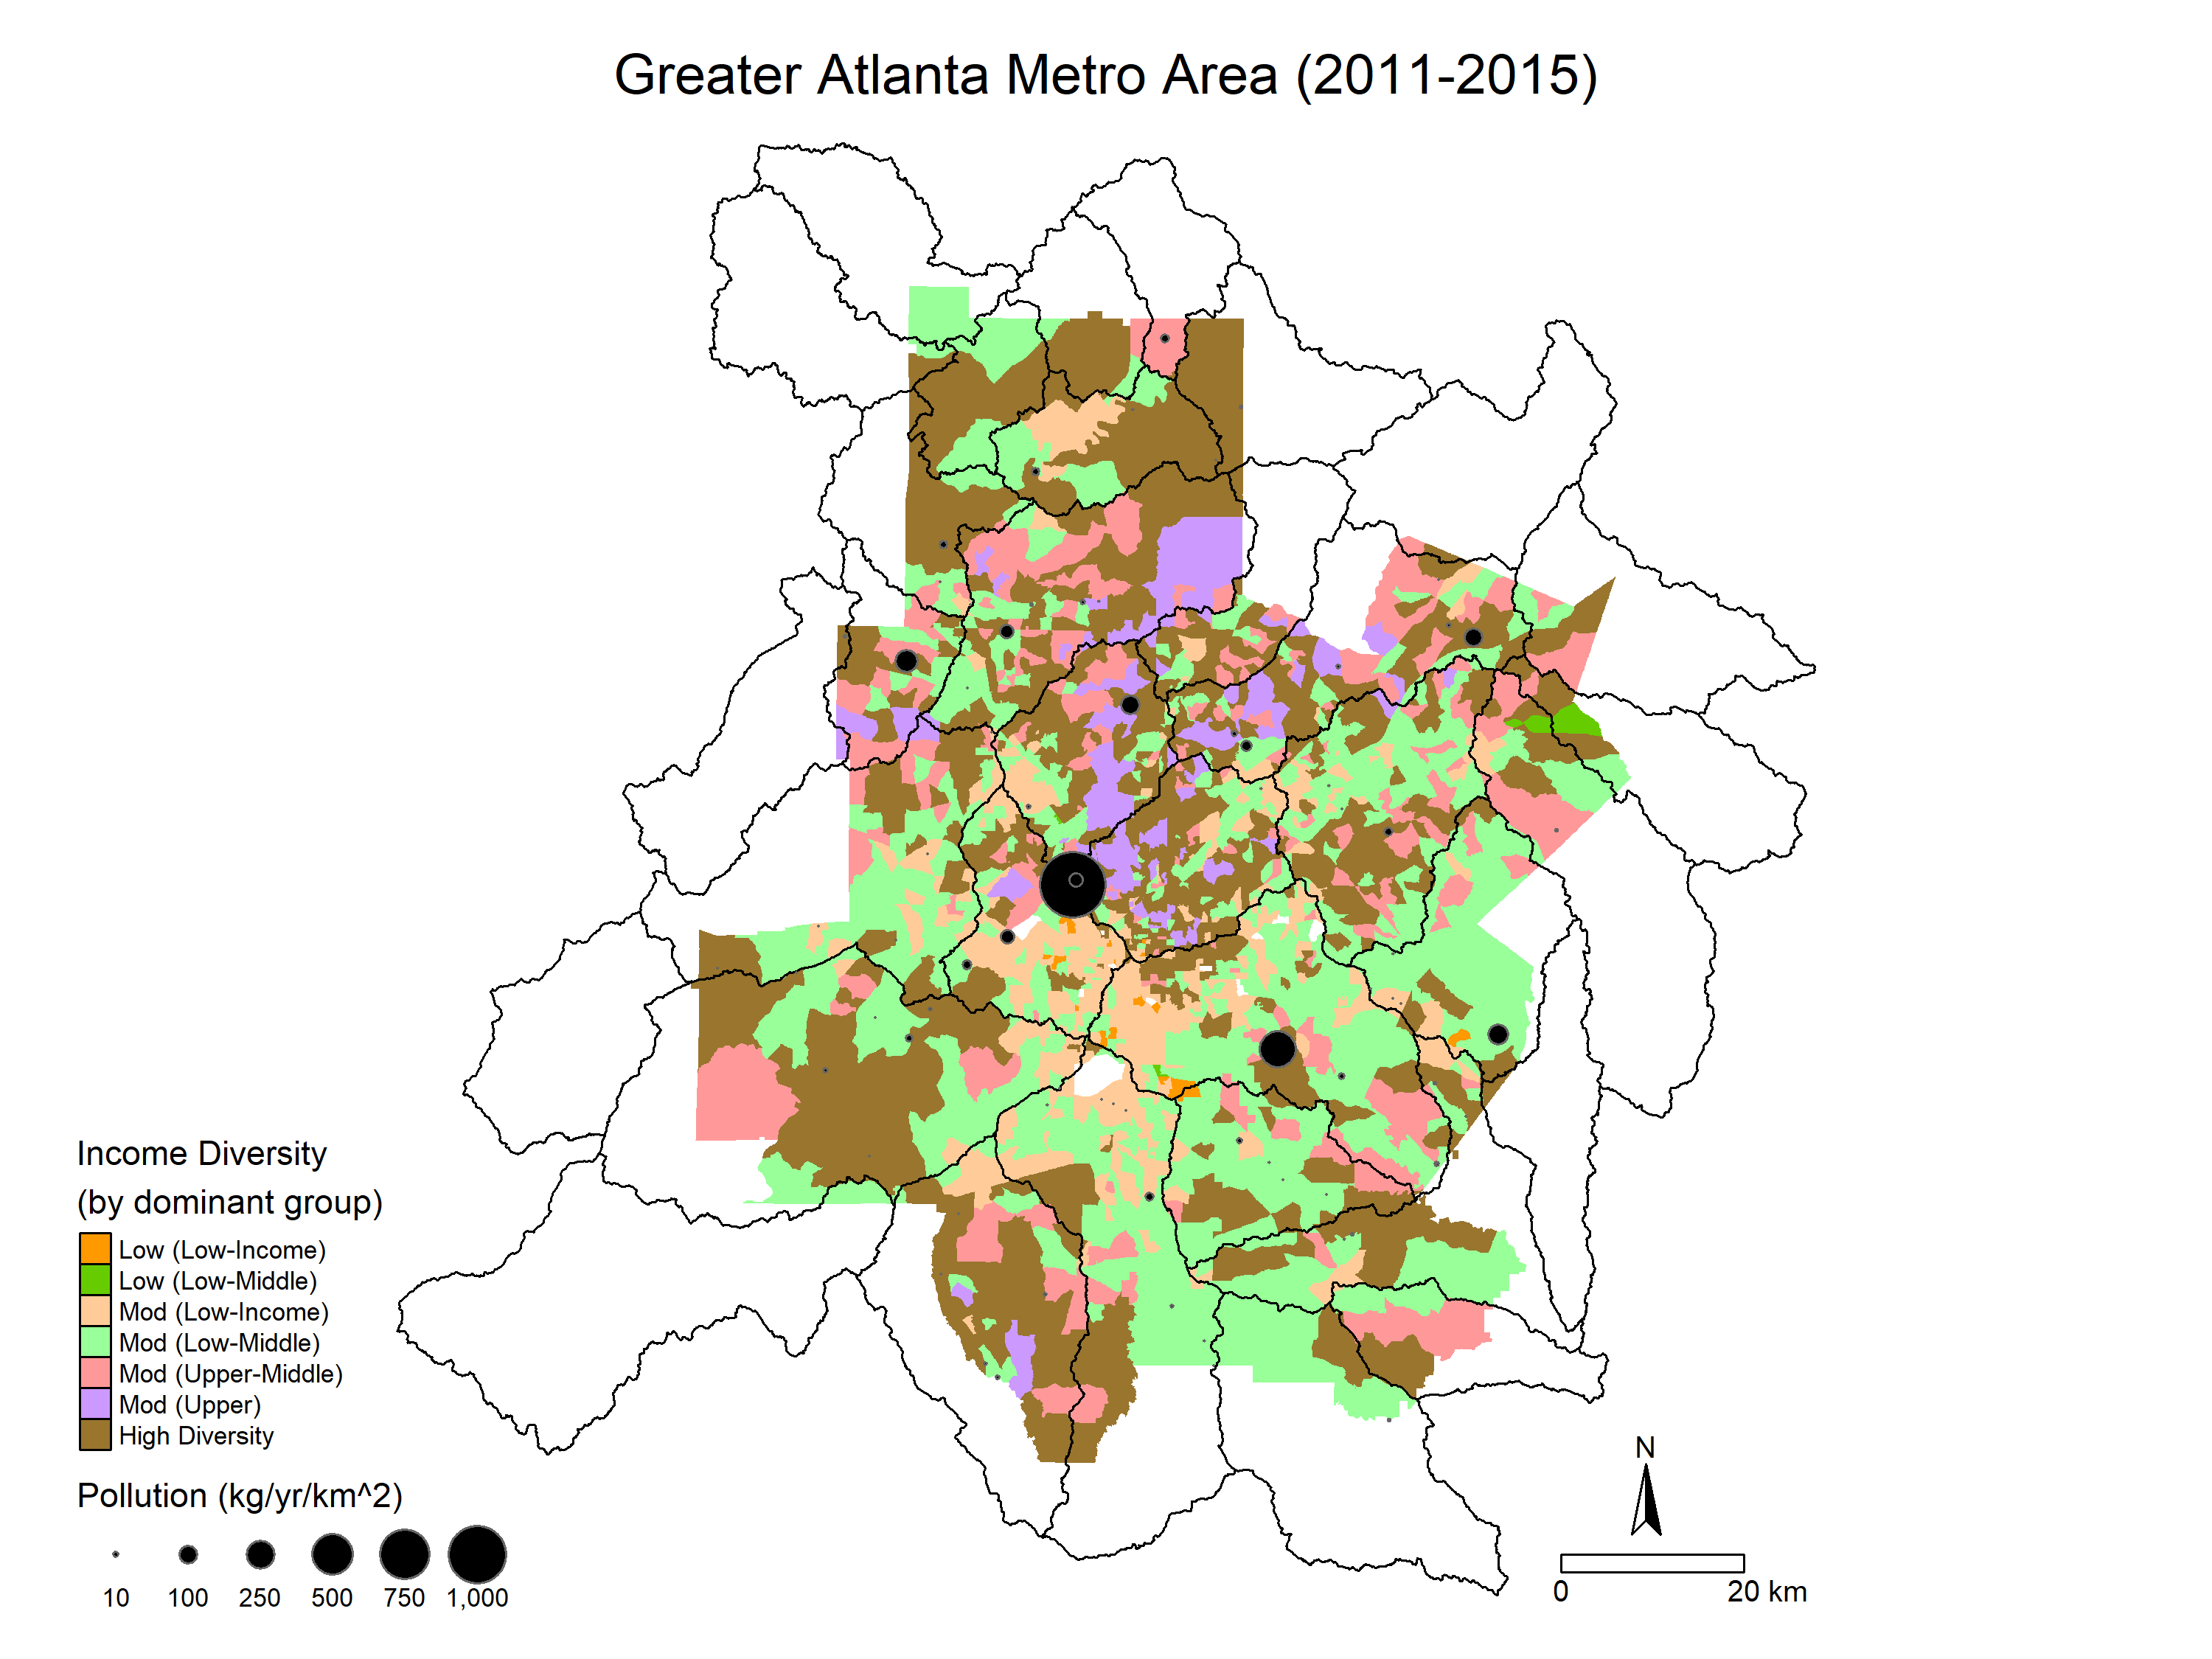 Greater Atlanta Metro Area (2011-2015)
Income Diversity
(by dominant group)
Low (Low-Income)
Low (Low-Middle)
Mod (Low-Income)
Mod (Low-Middle)
Mod (Upper-Middle)
Mod (Upper)
High Diversity
Pollution (kg/yr/km^2)
10 100 250 500 750 1,000
N
0 20 km